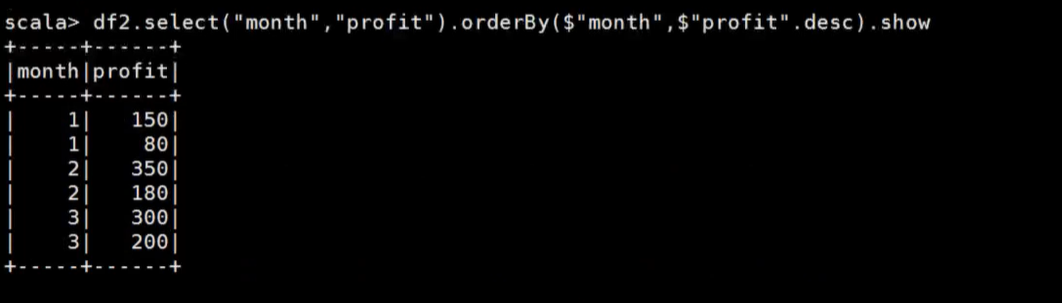 scala> df2.select("month","profit").orderBy($"month",$"profit".desc).show
+-----+------+
|month|profit|
+-----+------+
|    1|   150|
|    1|    80|
|    2|   350|
|    2|   180|
|    3|   300|
|    3|   200|
+-----+------+